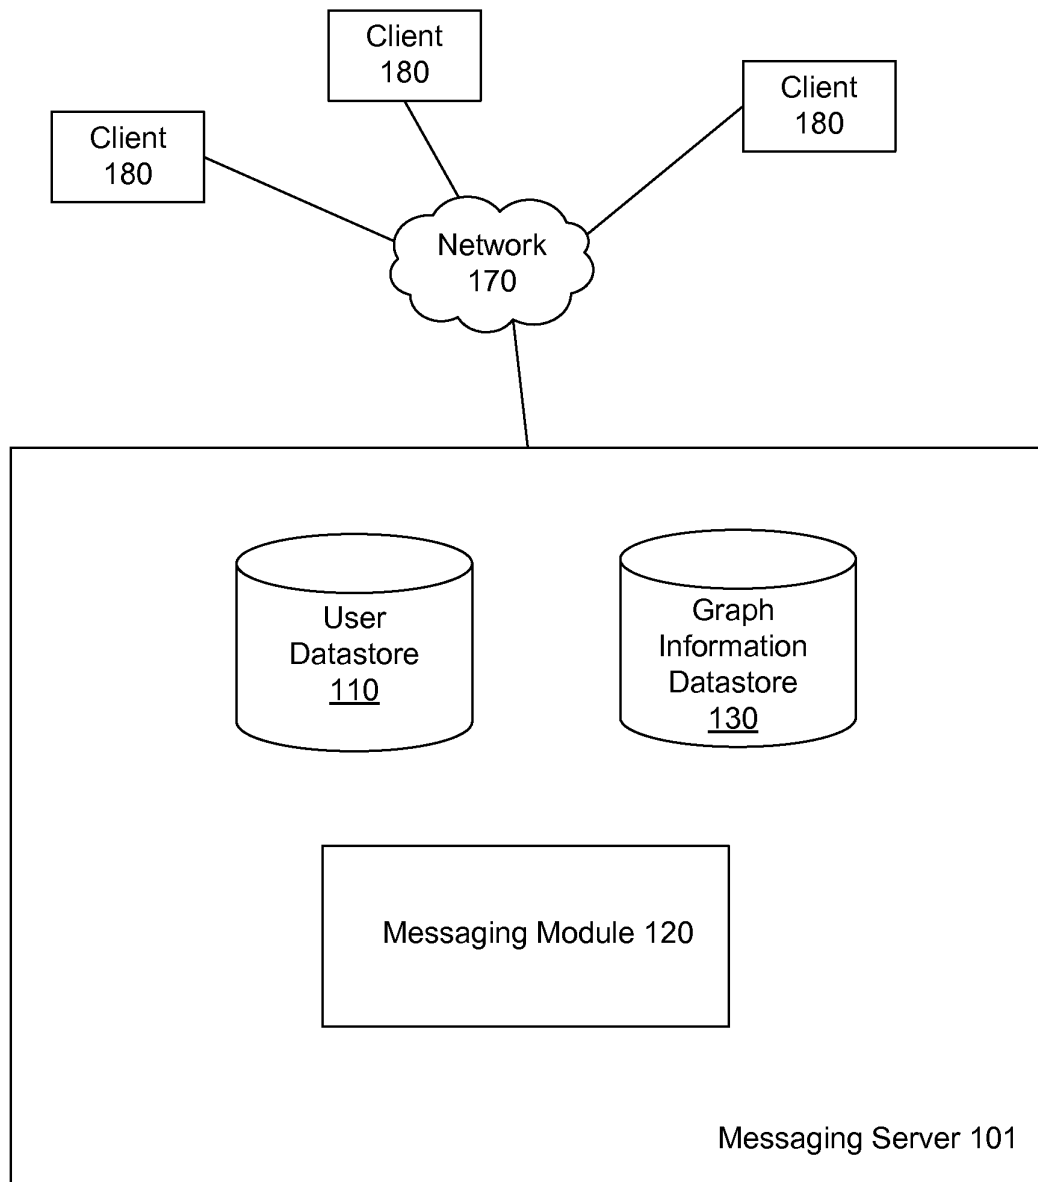 Client
180
Client
180
Client
180
Network
170
User
Datastore
110
Graph
Information
Datastore
130
Messaging Module 120
Messaging Server 101